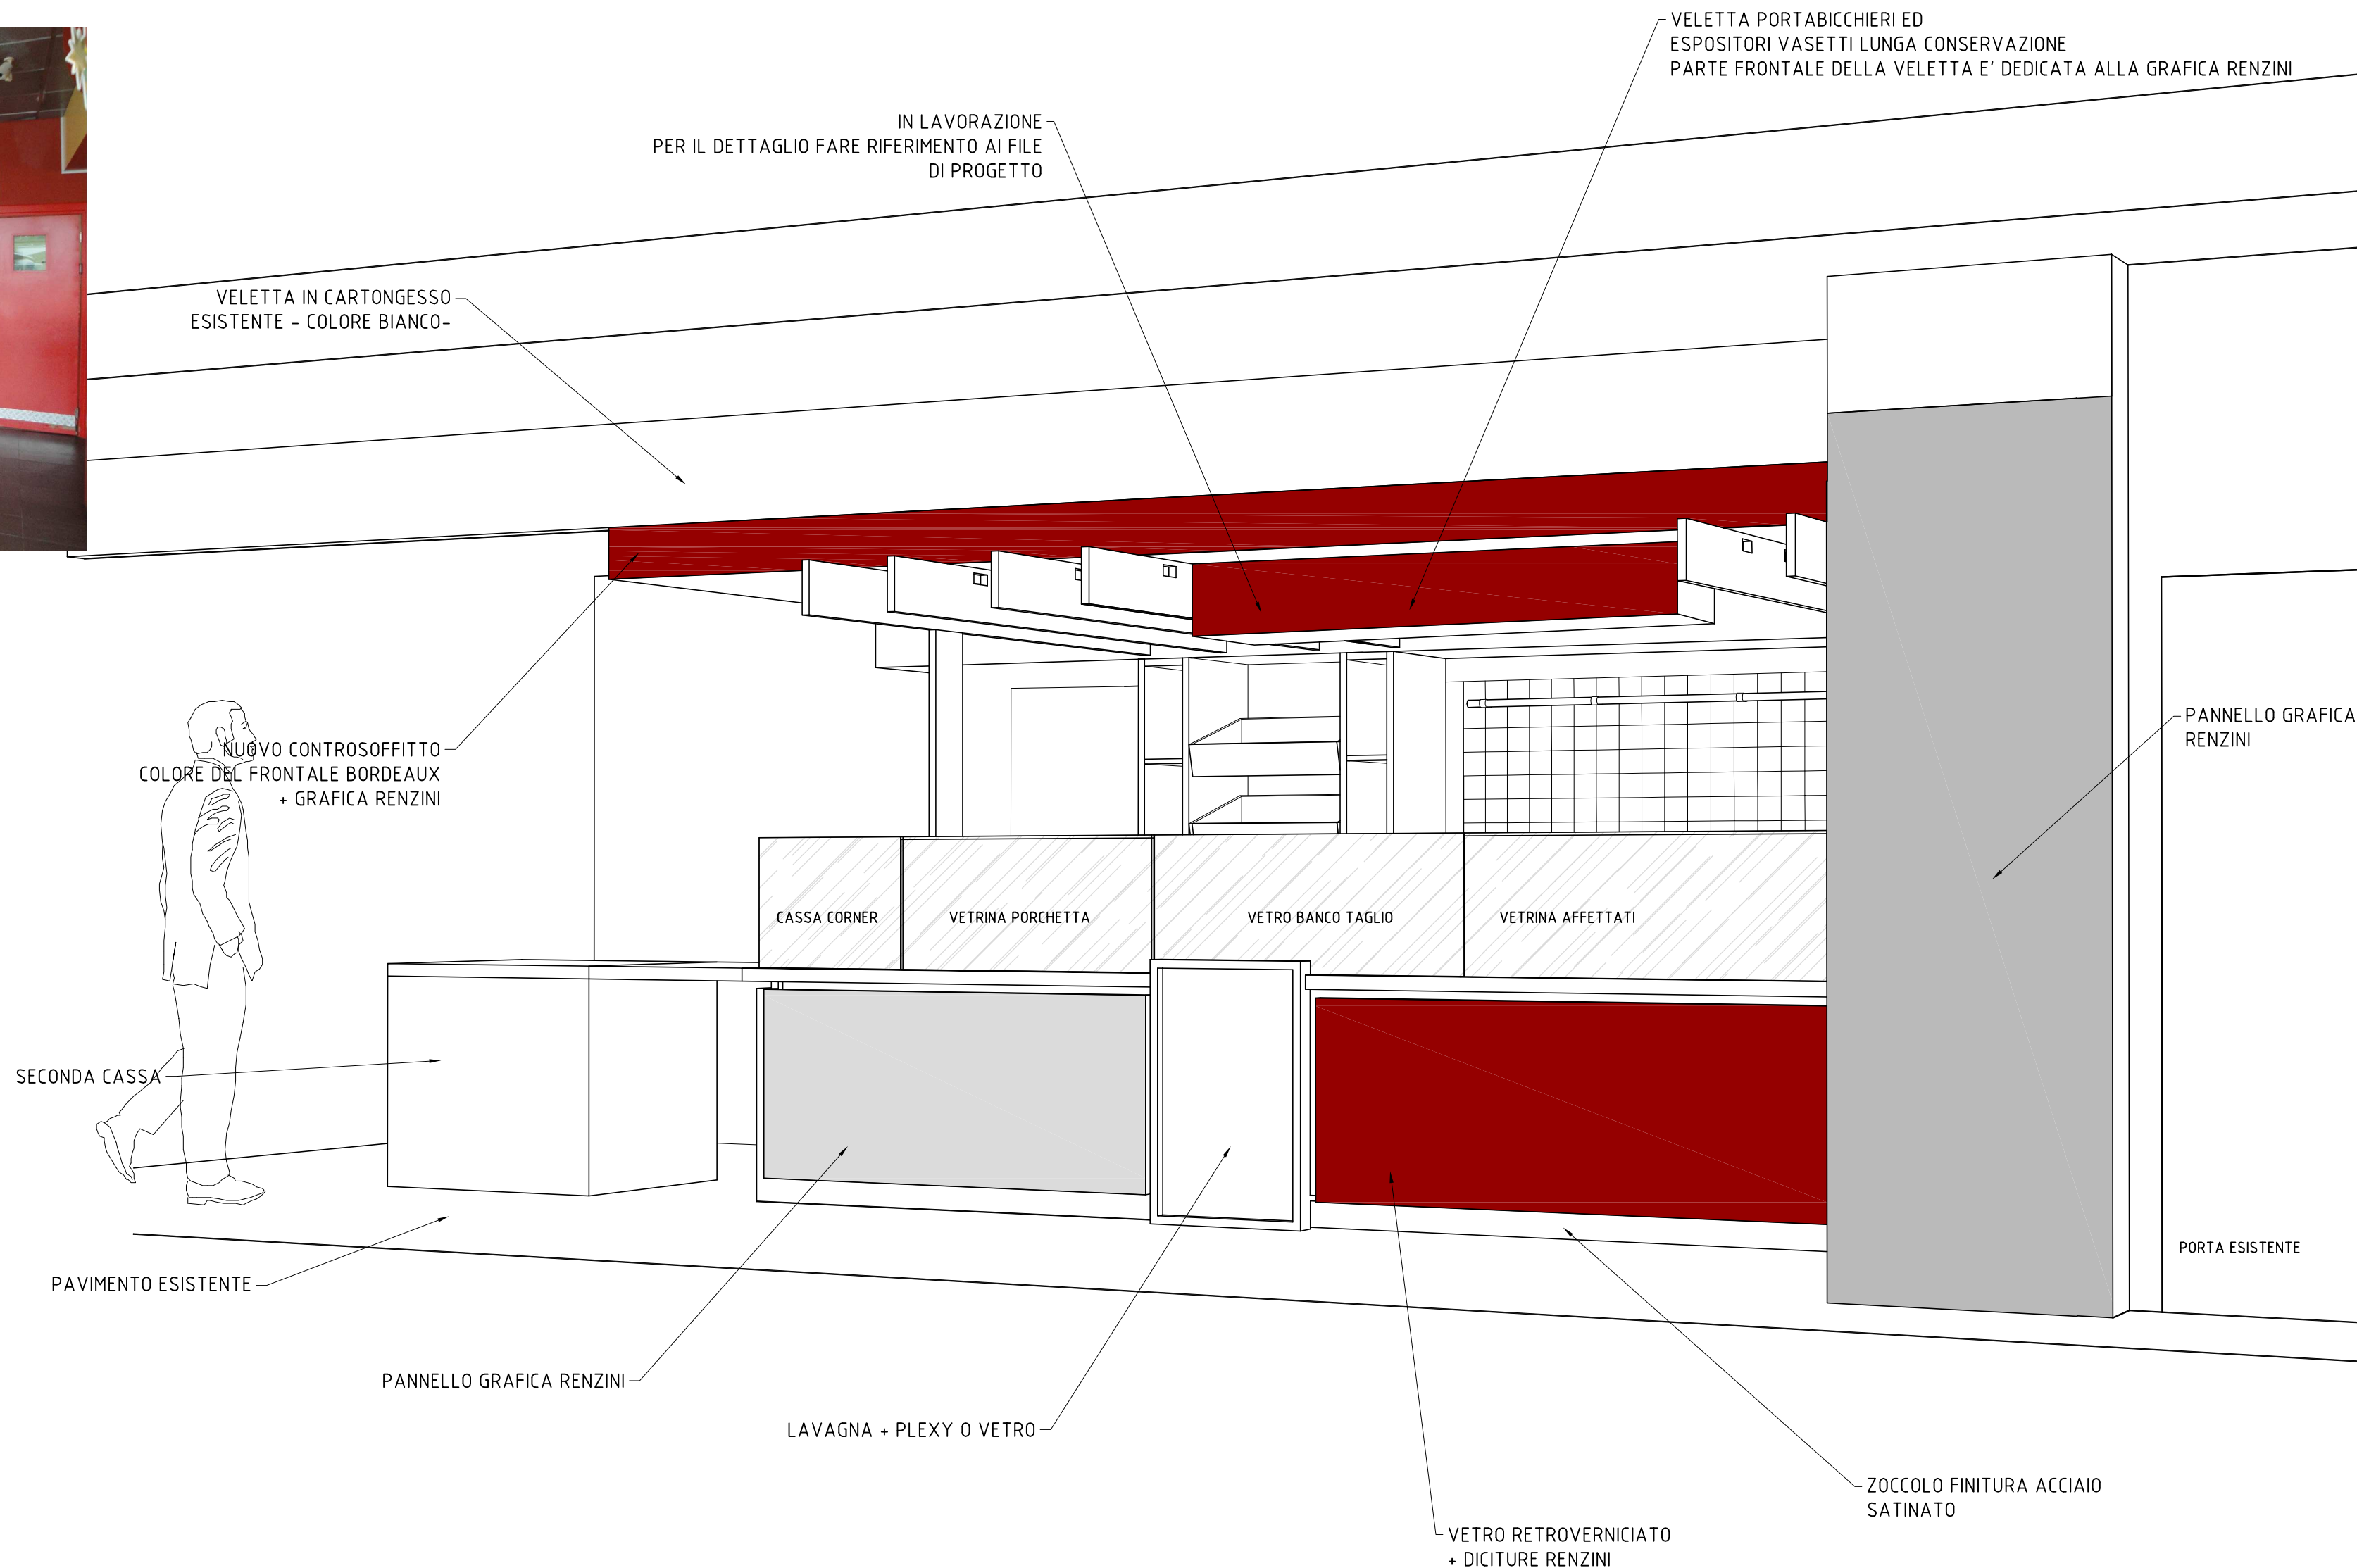 VELETTA PORTABICCHIERI ED
ESPOSITORI VASETTI LUNGA CONSERVAZIONE
PARTE FRONTALE DELLA VELETTA E' DEDICATA ALLA GRAFICA RENZINI
IN LAVORAZIONE
PER IL DETTAGLIO FARE RIFERIMENTO AI FILE
DI PROGETTO
VELETTA IN CARTONGESSO
ESISTENTE - COLORE BIANCO-
PANNELLO GRAFICA
RENZINI
NUOVO CONTROSOFFITTO
COLORE DEL FRONTALE BORDEAUX
+ GRAFICA RENZINI
CASSA CORNER
VETRINA PORCHETTA
VETRO BANCO TAGLIO
VETRINA AFFETTATI
SECONDA CASSA
PORTA ESISTENTE
PAVIMENTO ESISTENTE
PANNELLO GRAFICA RENZINI
LAVAGNA + PLEXY O VETRO
ZOCCOLO FINITURA ACCIAIO
SATINATO
VETRO RETROVERNICIATO
+ DICITURE RENZINI